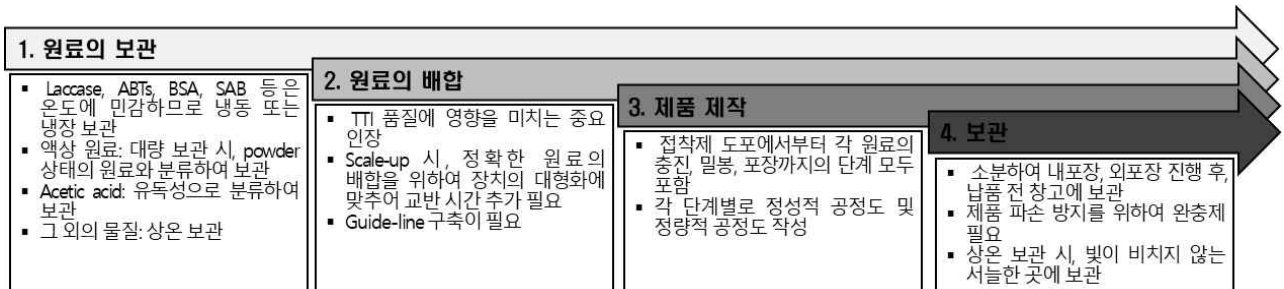 1. 원료의 보관
▪ Laccase, ABTs, BSA, SAB 등은
온도에 민감하므로 냉동 또는
냉장 보관
▪ 액상 원료: 대량 보관 시, powder
상태의 원료와 분류하여 보관
▪ Acetic acid: 유독성으로 분류하여
보관
▪ 그 외의 물질: 상온 보관
2. 원료의 배합
▪ TTI 품질에 영향을 미치는 중요
인장
▪ Scale-up 시, 정확한 원료의
배합을 위하여 장치의 대형화에
맞추어 교반 시간 추가 필요
▪ Guide-line 구축이 필요
3. 제품 제작
▪ 접착제 도포에서부터 각 원료의
충진, 밀봉, 포장까지의 단계 모두
포함
▪ 각 단계별로 정성적 공정도 및
정량적 공정도 작성
4. 보관
▪ 소분하여 내포장, 외포장 진행 후,
납품 전 창고에 보관
▪ 제품 파손 방지를 위하여 완충제
필요
▪ 상온 보관 시, 빛이 비치지 않는
서늘한 곳에 보관